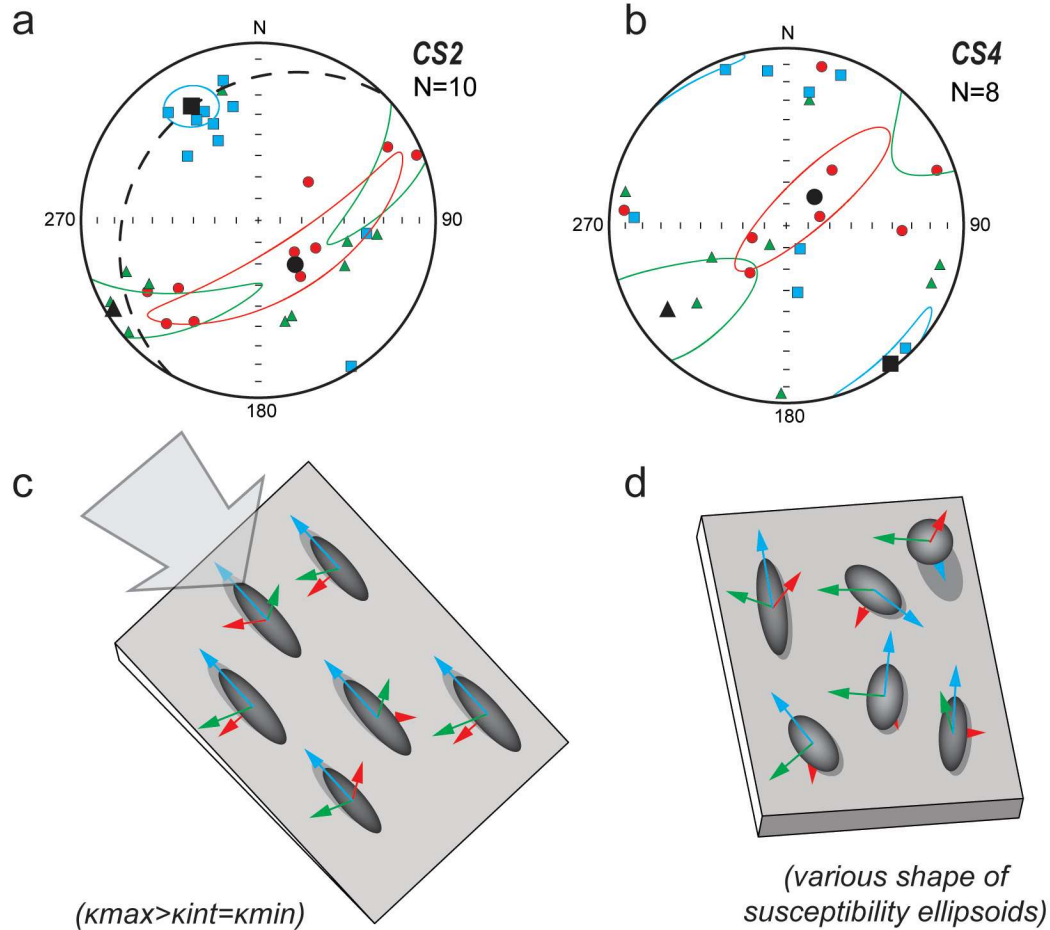 a
N
CS2
N=10
270
90
180
b
N
CS4
N=8
270
90
180
c
(κmax>κint=κmin)
d
(various shape of
susceptibility ellipsoids)